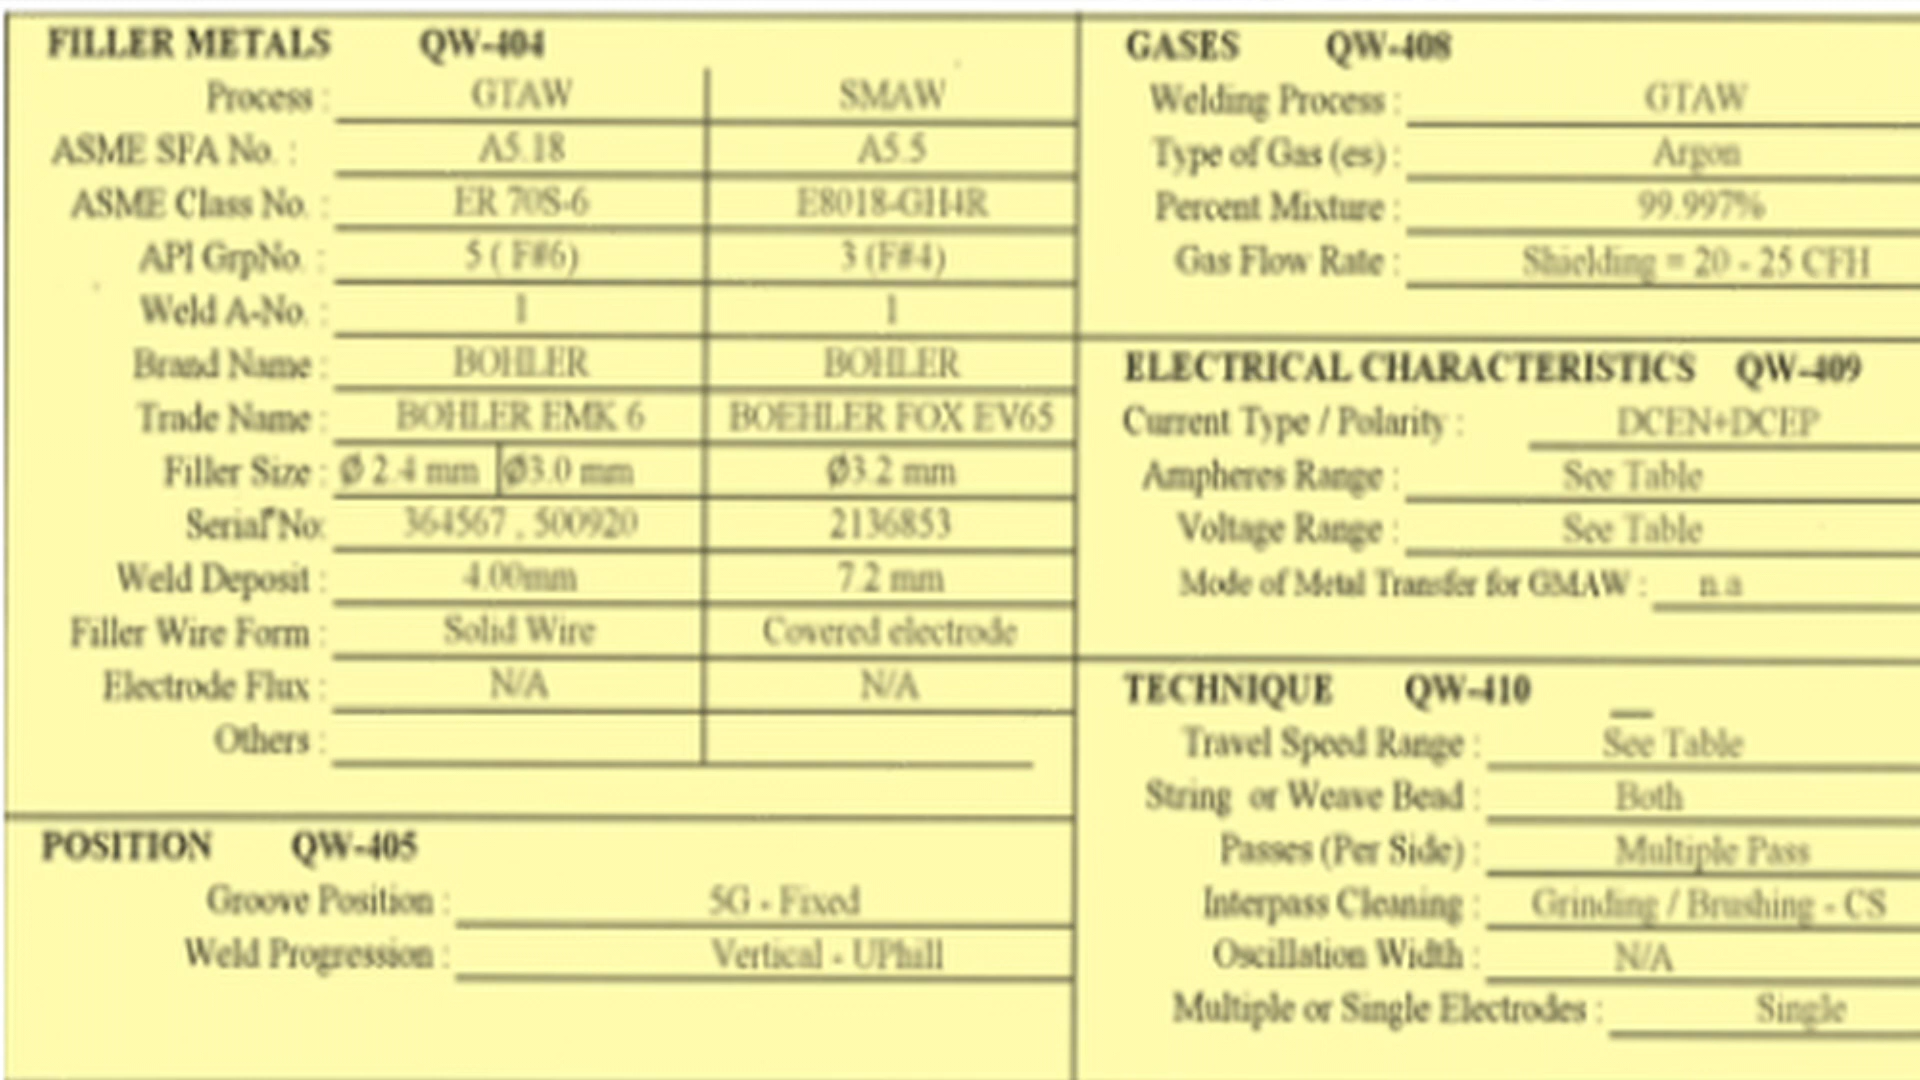 FILLER METALS QW-404
Process : GTAW SMAW
ASME SFA No. : A5.18 A5.5
ASME Class No. : ER 70S-6 E8018-GH4R
API GrpNo. : 5 ( F#6) 3 (F#4)
Weld A-No. : 1 1
Brand Name : BOHLER BOHLER
Trade Name : BOHLER EMK 6 BOEHLER FOX EV65
Filler Size : Ø 2.4 mm Ø3.0 mm Ø3.2 mm
Serial No: 364567 , 500920 2136853
Weld Deposit : 4.00mm 7.2 mm
Filler Wire Form : Solid Wire Covered electrode
Electrode Flux : N/A N/A
Others :
POSITION QW-405
Groove Position : 5G - Fixed
Weld Progression : Vertical - UPhill
GASES QW-408
Welding Process : GTAW
Type of Gas (es) : Argon
Percent Mixture : 99.997%
Gas Flow Rate : Shielding = 20 - 25 CFH
ELECTRICAL CHARACTERISTICS QW-409
Current Type / Polarity : DCEN+DCEP
Ampheres Range : See Table
Voltage Range : See Table
Mode of Metal Transfer for GMAW : n.a
TECHNIQUE QW-410
Travel Speed Range : See Table
String or Weave Bead : Both
Passes (Per Side) : Multiple Pass
Interpass Cleaning : Grinding / Brushing - CS
Oscillation Width : N/A
Multiple or Single Electrodes : Single